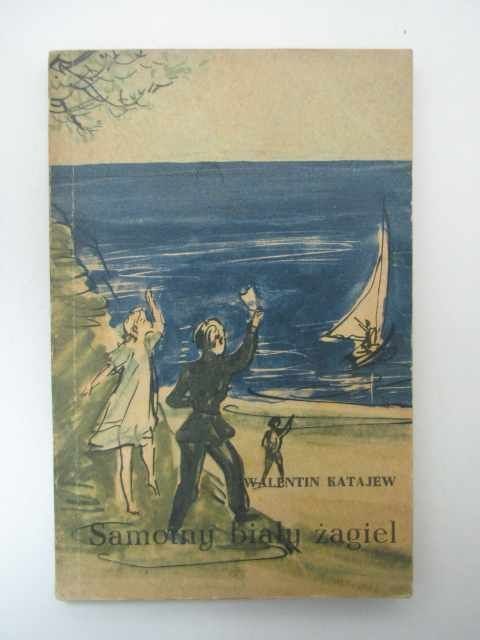 WALENTIN KATAJEW
Samotny biały żagiel